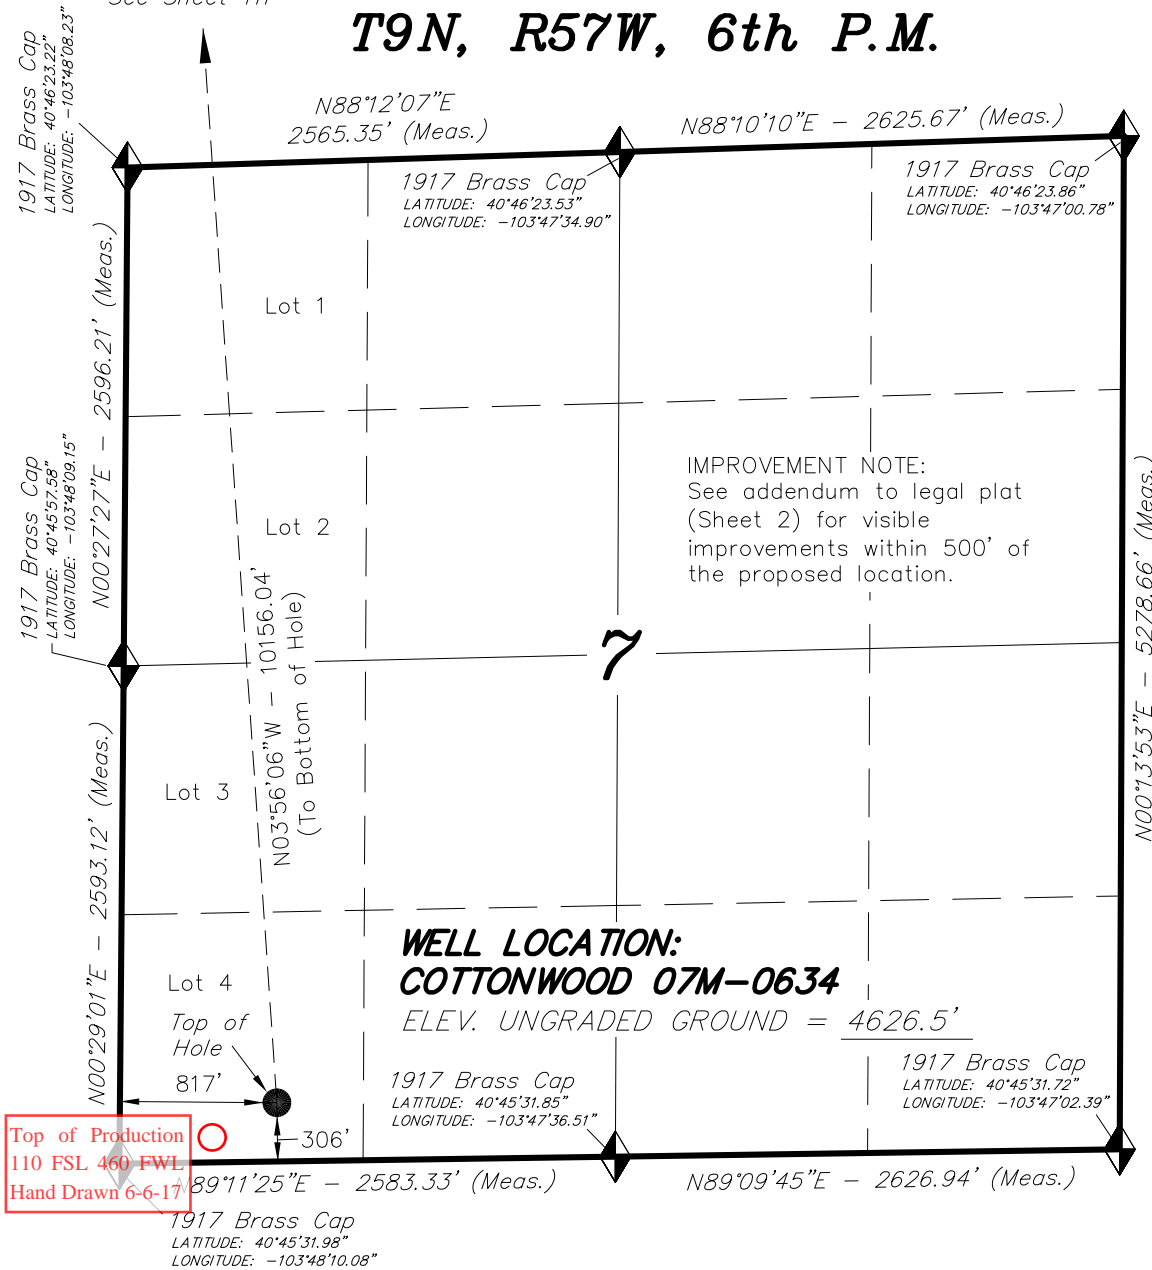 T9N, R57W, 6th P.M.
1917 Brass Cap
LATITUDE: 40°46'23.22"
LONGITUDE: -103°48'08.23"
N88°12'07"E
2565.35' (Meas.)
N88°10'10"E - 2625.67' (Meas.)
1917 Brass Cap
LATITUDE: 40°46'23.53"
LONGITUDE: -103°47'34.90"
1917 Brass Cap
LATITUDE: 40°46'23.86"
LONGITUDE: -103°47'00.78"
N00°27'27"E - 2596.21' (Meas.)
Lot 1
1917 Brass Cap
LATITUDE: 40°45'57.58"
LONGITUDE: -103°48'09.15"
Lot 2
IMPROVEMENT NOTE:
See addendum to legal plat
(Sheet 2) for visible
improvements within 500' of
the proposed location.
N00°13'53"E - 5278.66' (Meas.)
7
N03°56'06"W - 10156.04'
(To Bottom of Hole)
Lot 3
N00°29'01"E - 2593.12' (Meas.)
WELL LOCATION:
COTTONWOOD 07M-0634
ELEV. UNGRADED GROUND = 4626.5'
Lot 4
Top of
Hole
817'
306'
1917 Brass Cap
LATITUDE: 40°45'31.85"
LONGITUDE: -103°47'36.51"
1917 Brass Cap
LATITUDE: 40°45'31.72"
LONGITUDE: -103°47'02.39"
Top of Production
110 FSL 460 FWL
Hand Drawn 6-6-17
N89°11'25"E - 2583.33' (Meas.)
N89°09'45"E - 2626.94' (Meas.)
1917 Brass Cap
LATITUDE: 40°45'31.98"
LONGITUDE: -103°48'10.08"